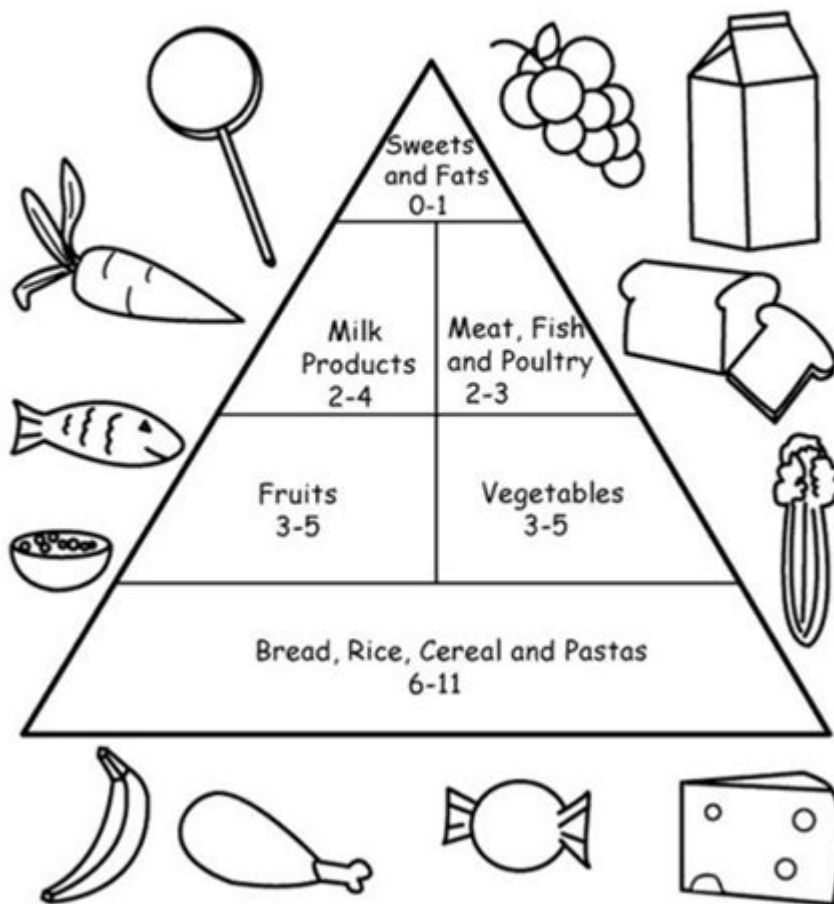 Sweets
and Fats
0-1
Milk
Products
2-4
Meat, Fish
and Poultry
2-3
Fruits
3-5
Vegetables
3-5
Bread, Rice, Cereal and Pastas
6-11